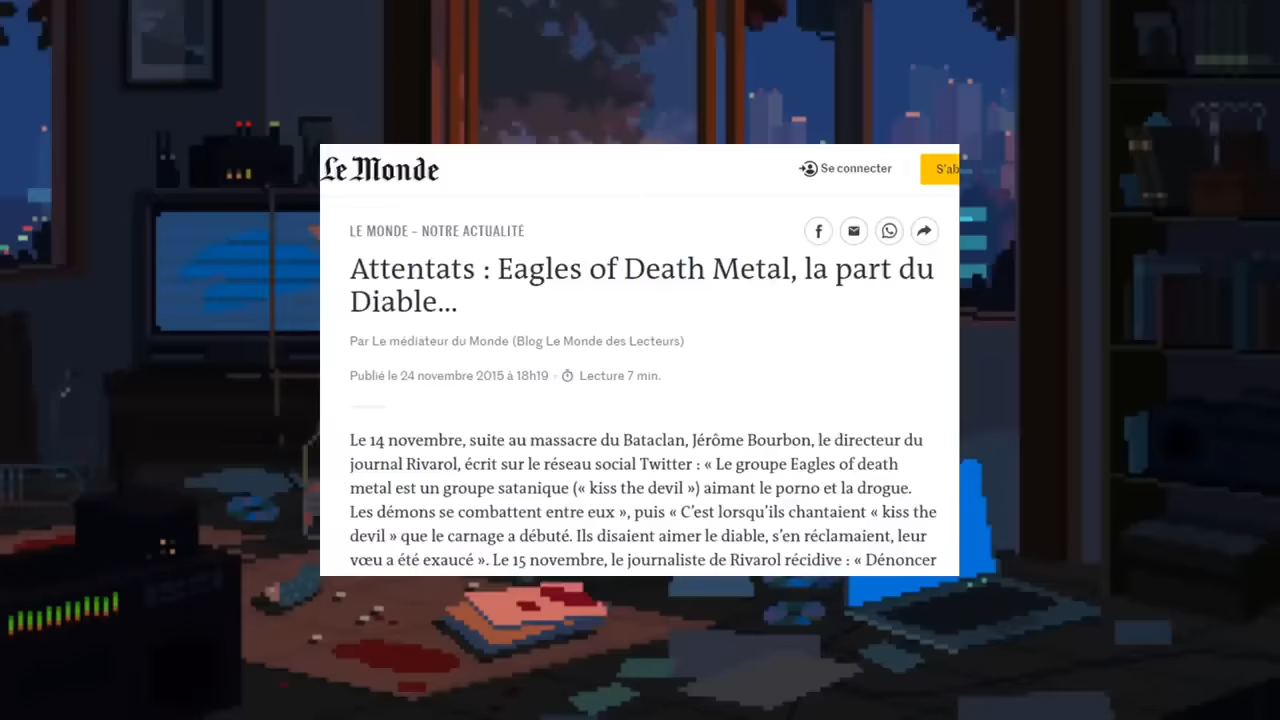 Le Monde
Se connecter
S'ab
LE MONDE - NOTRE ACTUALITÉ
Attentats : Eagles of Death Metal, la part du
Diable...
Par Le médiateur du Monde (Blog Le Monde des Lecteurs)
Publié le 24 novembre 2015 à 18h19 - Lecture 7 min.
Le 14 novembre, suite au massacre du Bataclan, Jérôme Bourbon, le directeur du
journal Rivarol, écrit sur le réseau social Twitter : « Le groupe Eagles of death
metal est un groupe satanique (« kiss the devil ») aimant le porno et la drogue.
Les démons se combattent entre eux », puis « C'est lorsqu'ils chantaient « kiss the
devil » que le carnage a débuté. Ils disaient aimer le diable, s'en réclamaient, leur
vœu a été exaucé ». Le 15 novembre, le journaliste de Rivarol récidive : « Dénoncer